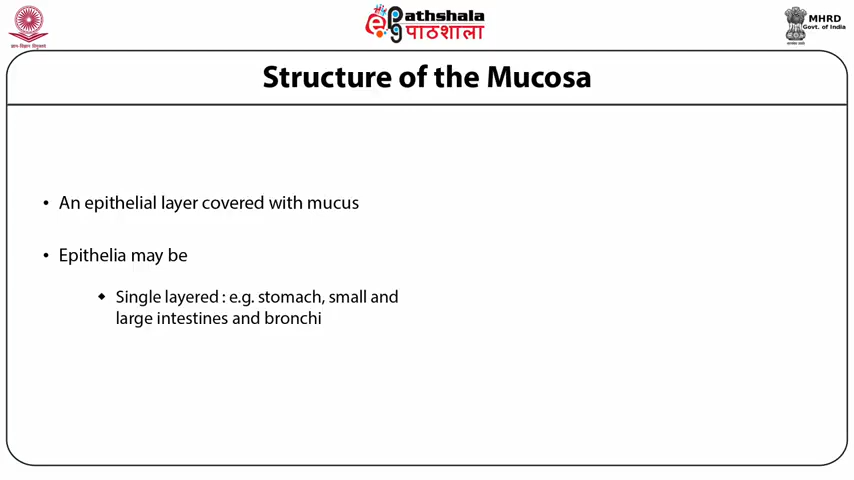 Pathshala
पाठशाला
MHRD
Govt. of India
Structure of the Mucosa
• An epithelial layer covered with mucus
• Epithelia may be
◆ Single layered : e.g. stomach, small and
large intestines and bronchi